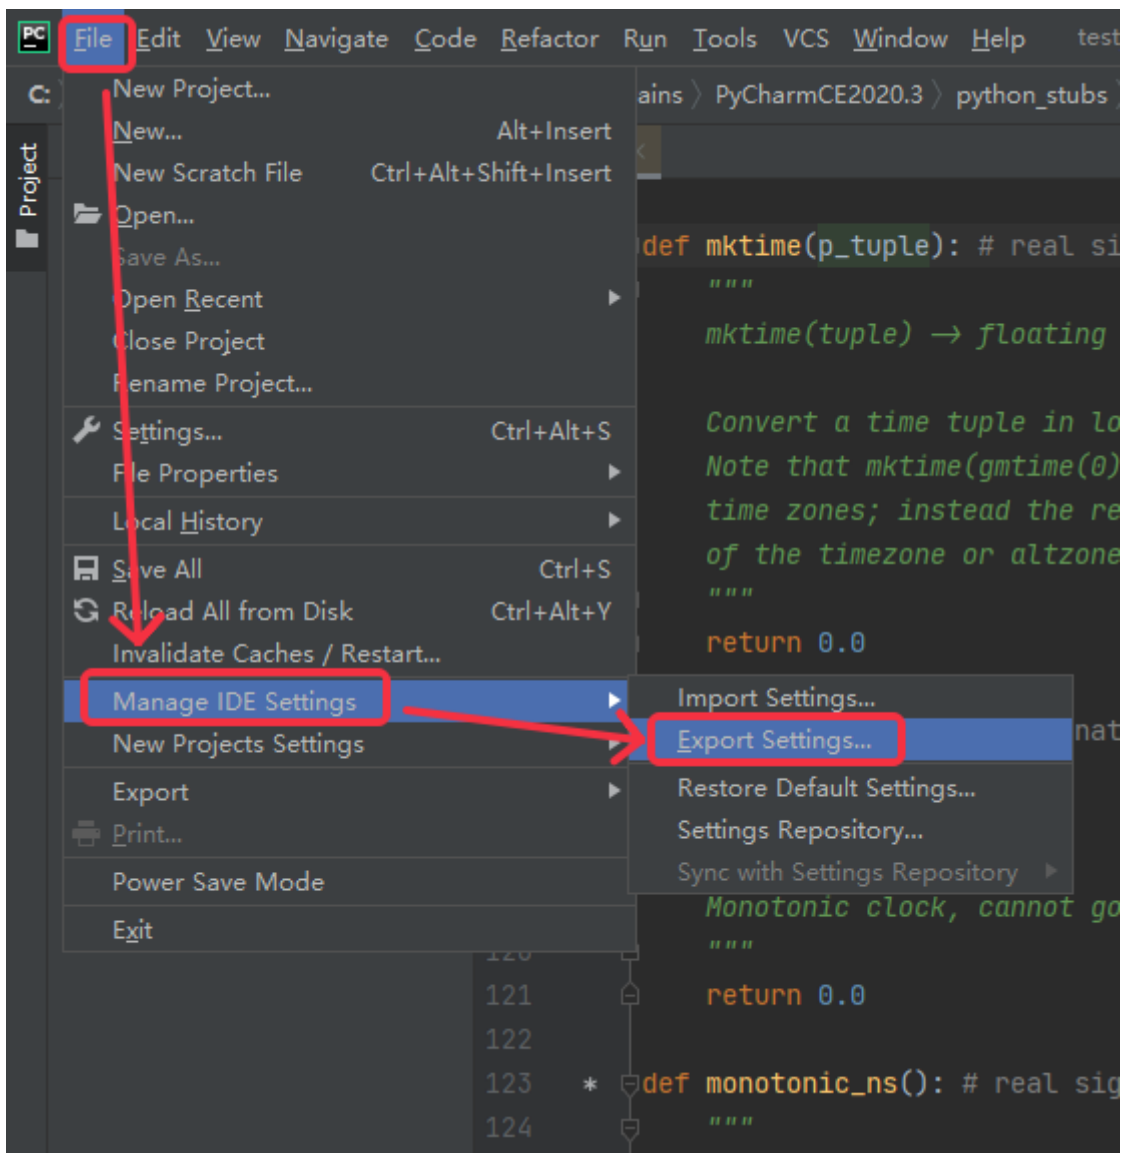 PC File Edit View Navigate Code Refactor Run Tools VCS Window Help test
C: ains PyCharmCE2020.3 python_stubs
Project
New Project...
New... Alt+Insert
New Scratch File Ctrl+Alt+Shift+Insert
Open...
Save As...
Open Recent
Close Project
Rename Project...
Settings... Ctrl+Alt+S
File Properties
Local History
Save All Ctrl+S
Reload All from Disk Ctrl+Alt+Y
Invalidate Caches / Restart...
Manage IDE Settings
New Projects Settings
Export
Print...
Power Save Mode
Exit
Import Settings...
Export Settings...
Restore Default Settings...
Settings Repository...
Sync with Settings Repository
def mktime(p_tuple): # real si
"""
mktime(tuple) -> floating
Convert a time tuple in lo
Note that mktime(gmtime(0)
time zones; instead the re
of the timezone or altzone
"""
return 0.0
nat
Monotonic clock, cannot go
"""
121 return 0.0
122
123 * def monotonic_ns(): # real sig
124 """